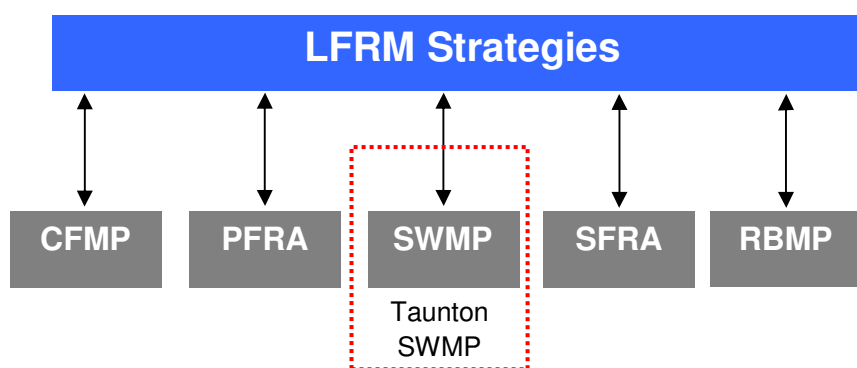 LFRM Strategies
CFMP
PFRA
SWMP
SFRA
RBMP
Taunton
SWMP